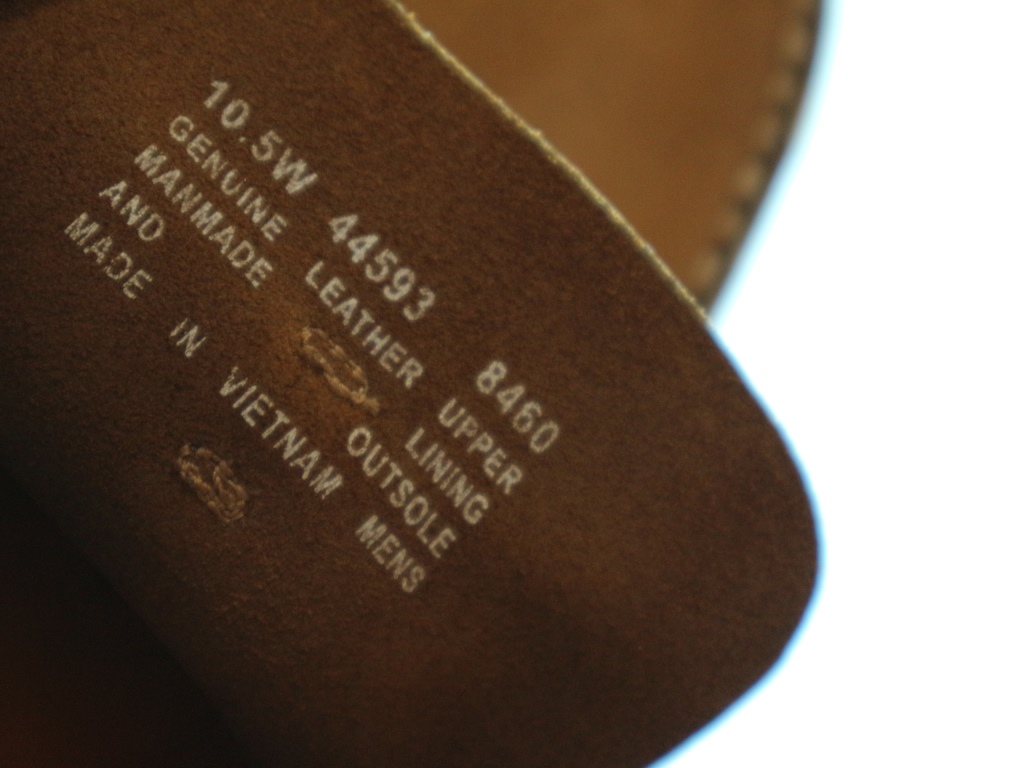 10.5W 44593 8460
GENUINE LEATHER UPPER
MANMADE LINING
AND OUTSOLE
MADE IN VIETNAM MENS